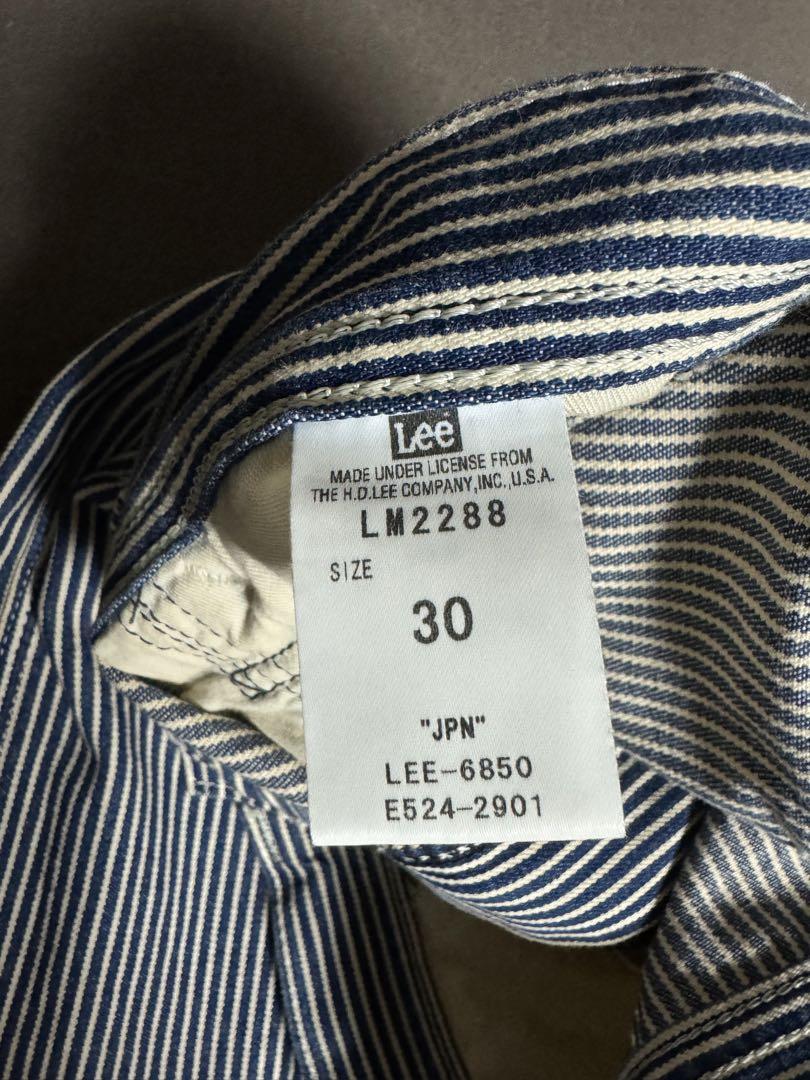 Lee
MADE UNDER LICENSE FROM
THE H.D.LEE COMPANY,INC.,U.S.A.
LM2288
SIZE
30
"JPN"
LEE-6850
E524-2901